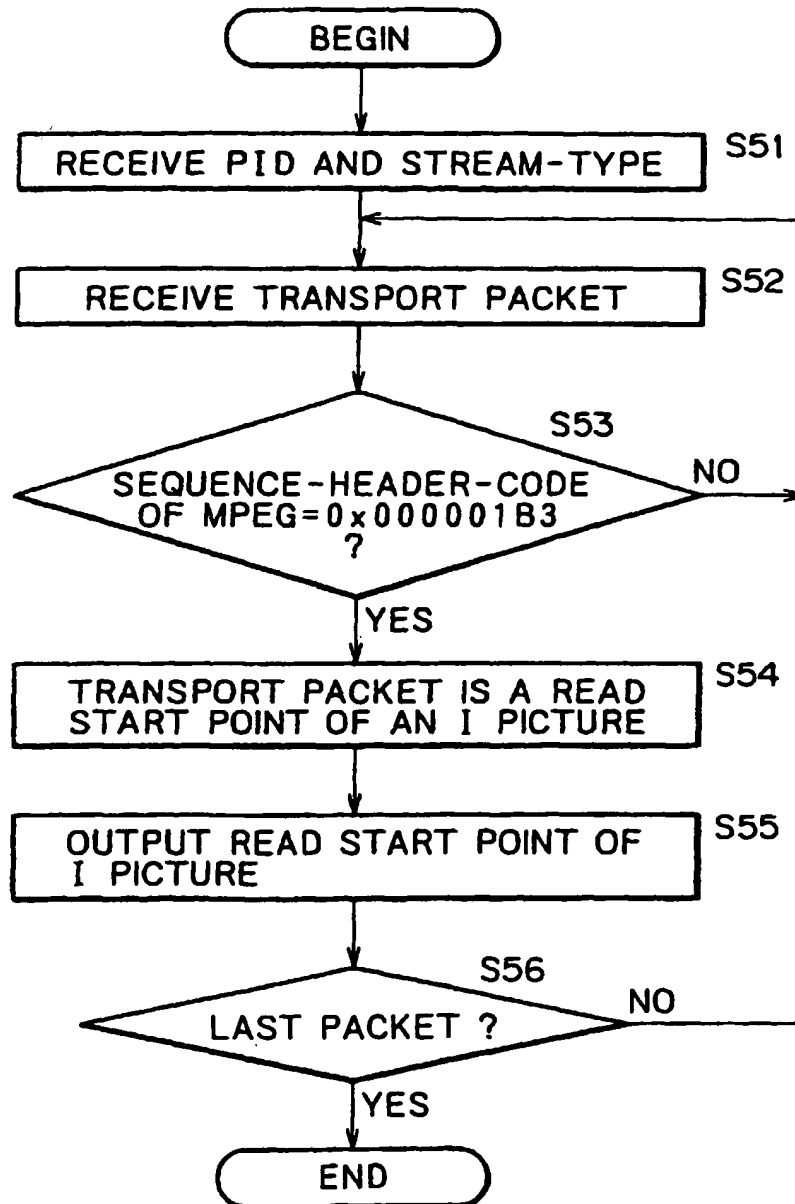 BEGIN
RECEIVE PID AND STREAM-TYPE
S51
RECEIVE TRANSPORT PACKET
S52
S53
SEQUENCE-HEADER-CODE
OF MPEG=0x000001B3
?
NO
YES
TRANSPORT PACKET IS A READ
START POINT OF AN I PICTURE
S54
OUTPUT READ START POINT OF
I PICTURE
S55
S56
LAST PACKET ?
NO
YES
END